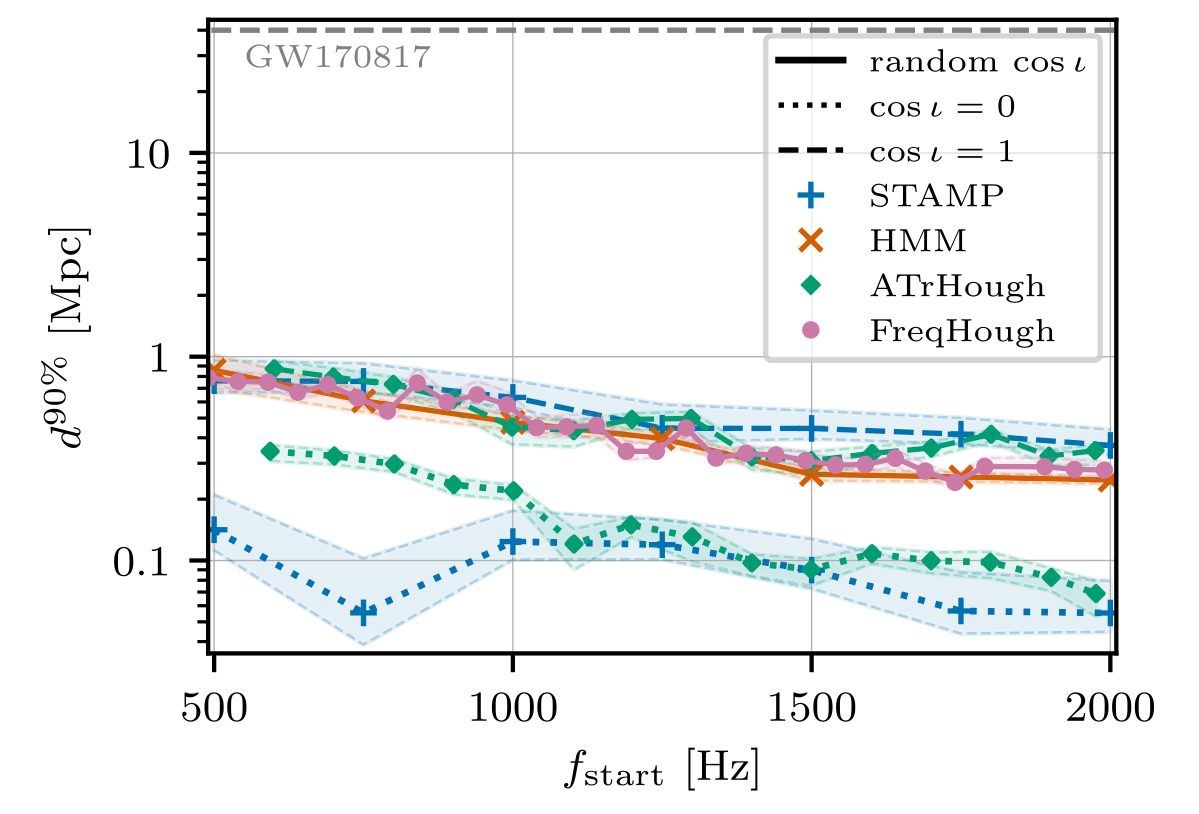 GW170817
random cos ι
cos ι = 0
cos ι = 1
STAMP
HMM
ATrHough
FreqHough
10
1
0.1
d^90% [Mpc]
500
1000
1500
2000
f_start [Hz]